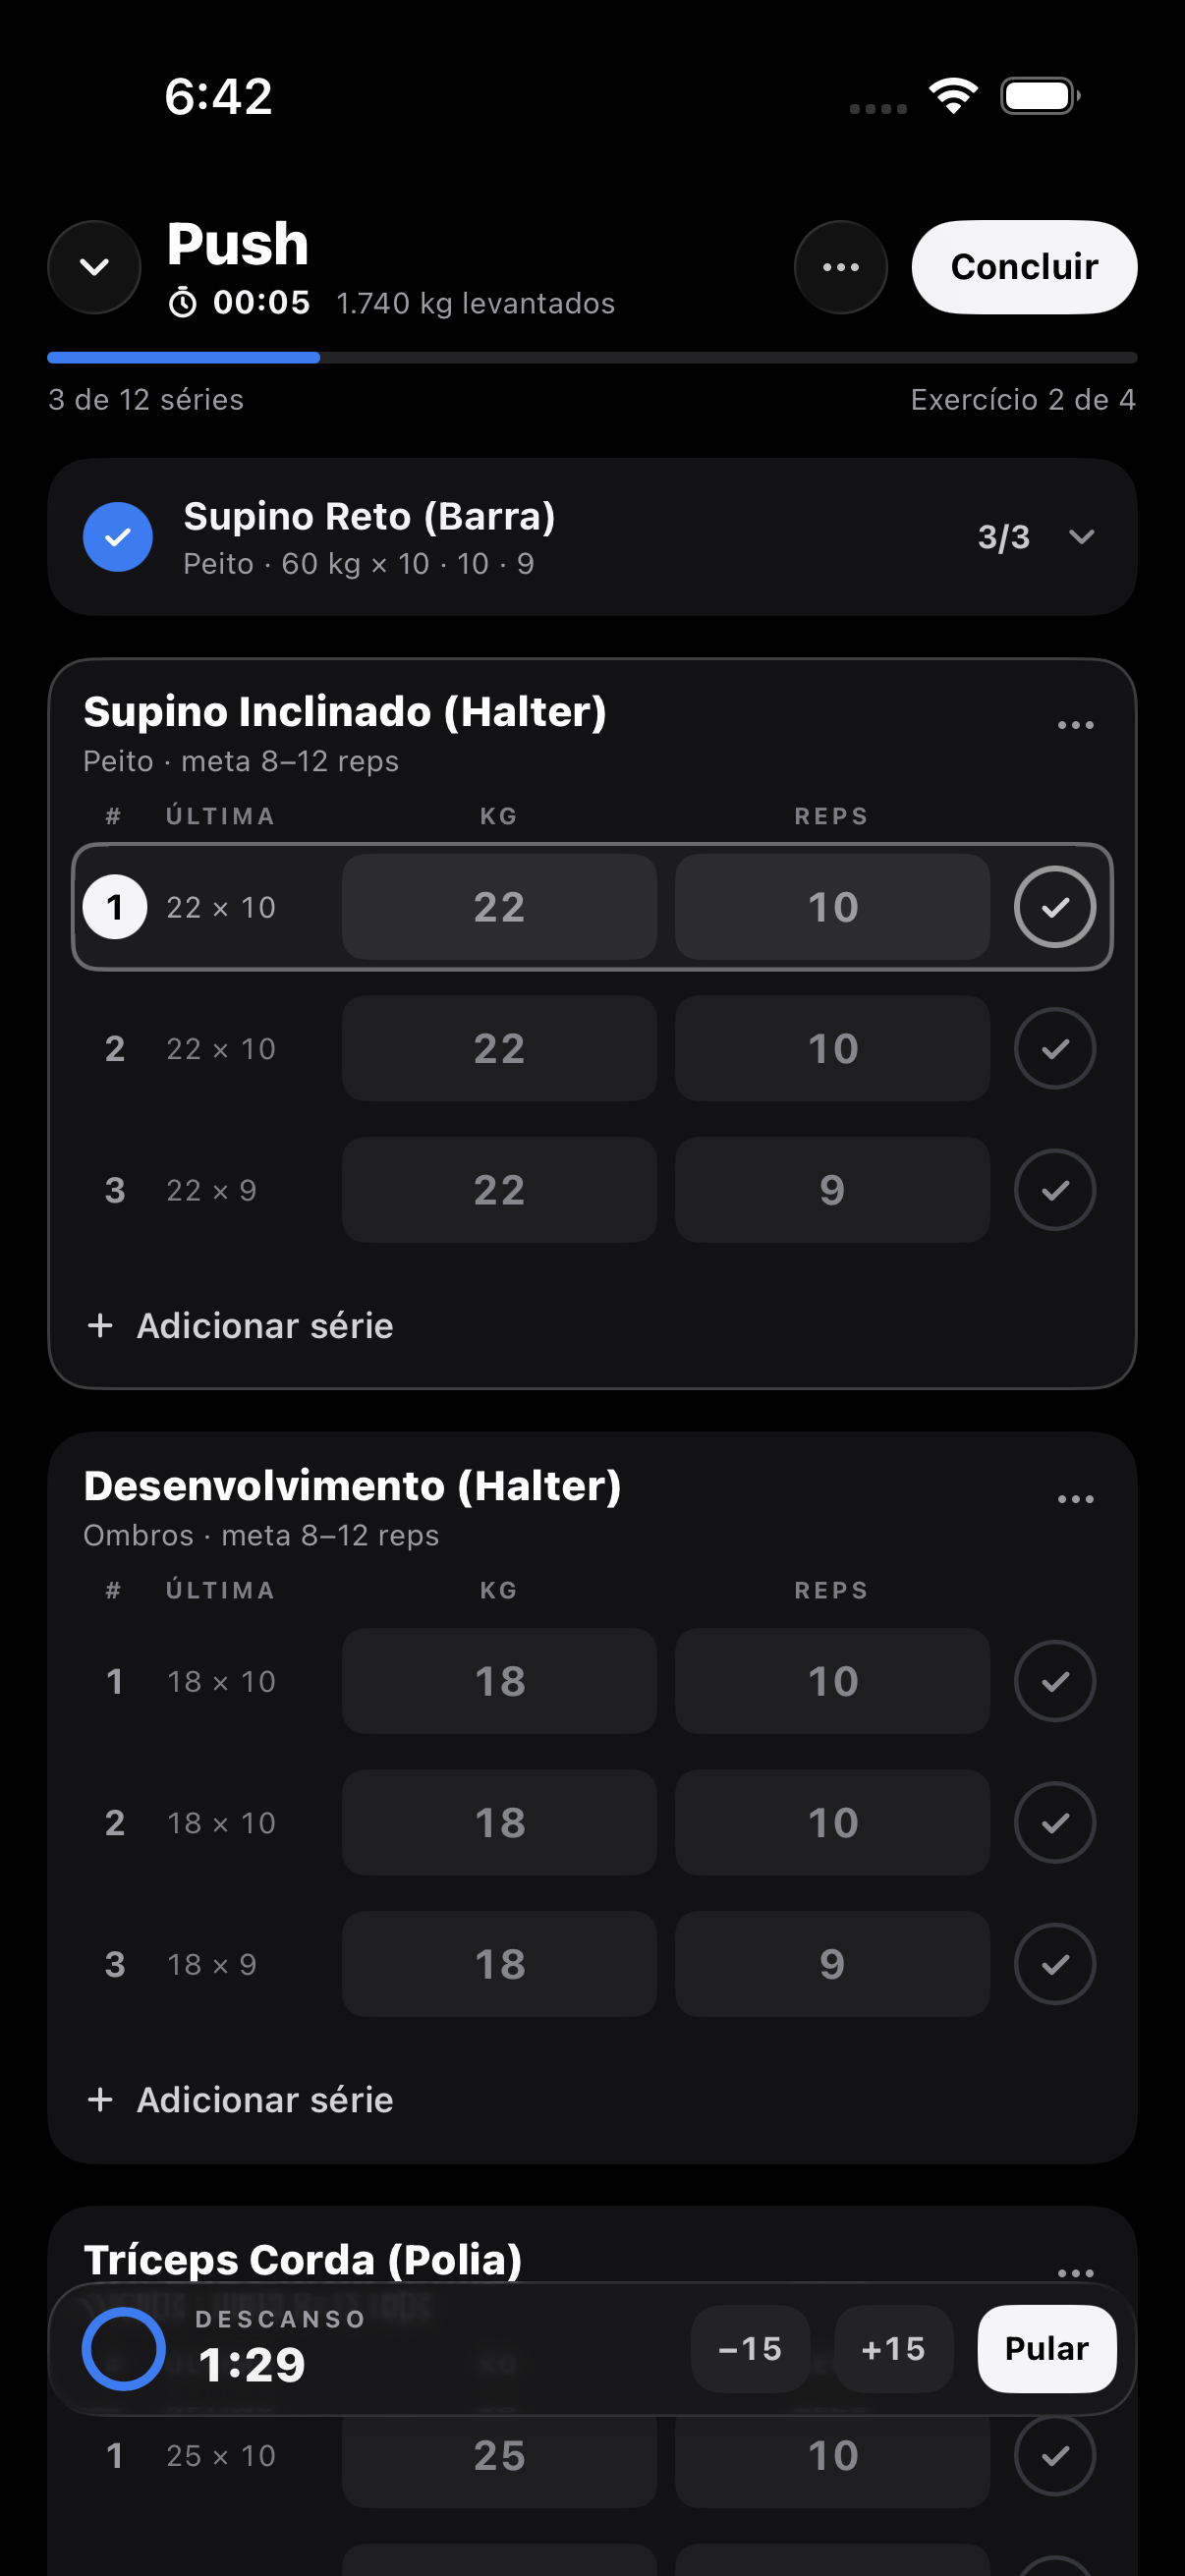 6:42
Push
00:05 1.740 kg levantados
Concluir
3 de 12 séries
Exercício 2 de 4
Supino Reto (Barra)
Peito · 60 kg × 10 · 10 · 9
3/3
Supino Inclinado (Halter)
Peito · meta 8–12 reps
# ÚLTIMA KG REPS
1 22 × 10 22 10
2 22 × 10 22 10
3 22 × 9 22 9
+ Adicionar série
Desenvolvimento (Halter)
Ombros · meta 8–12 reps
# ÚLTIMA KG REPS
1 18 × 10 18 10
2 18 × 10 18 10
3 18 × 9 18 9
+ Adicionar série
Tríceps Corda (Polia)
DESCANSO
1:29
−15 +15 Pular
1 25 × 10 25 10